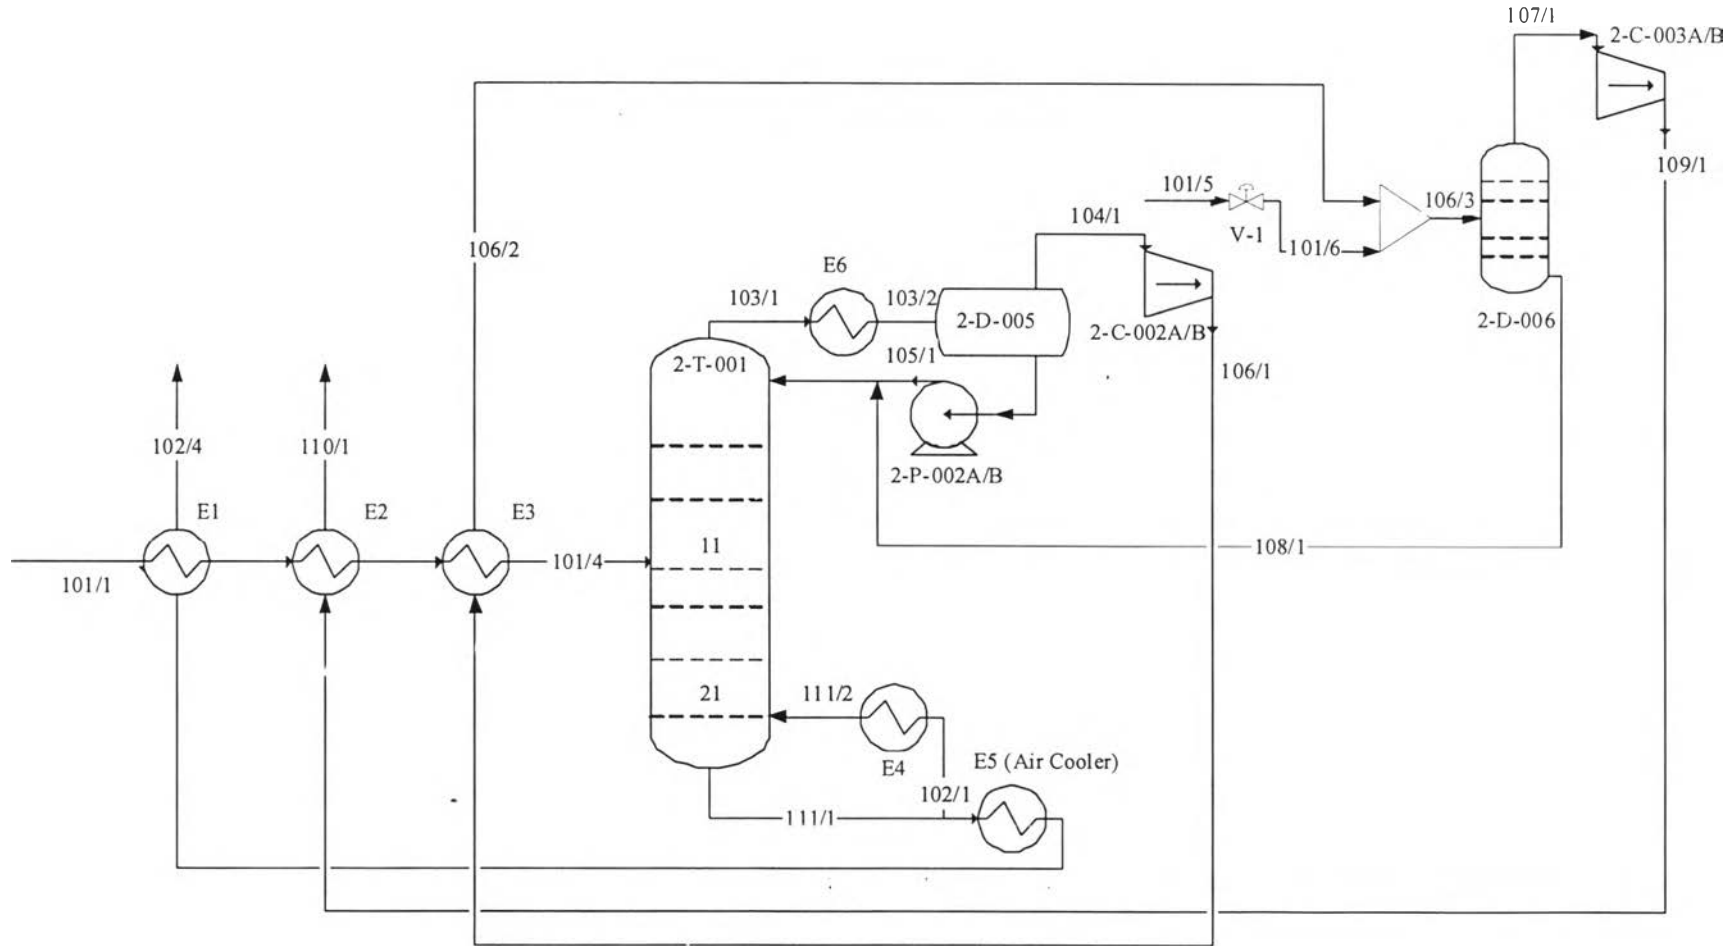 107/1
2-C-003A/B
109/1
101/5
106/3
104/1
V-1
101/6
106/2
E6
103/1
103/2
2-D-005
2-C-002A/B
2-D-006
2-T-001
105/1
106/1
102/4
110/1
2-P-002A/B
E1
E2
E3
11
108/1
101/1
101/4
21
111/2
E4
E5 (Air Cooler)
102/1
111/1